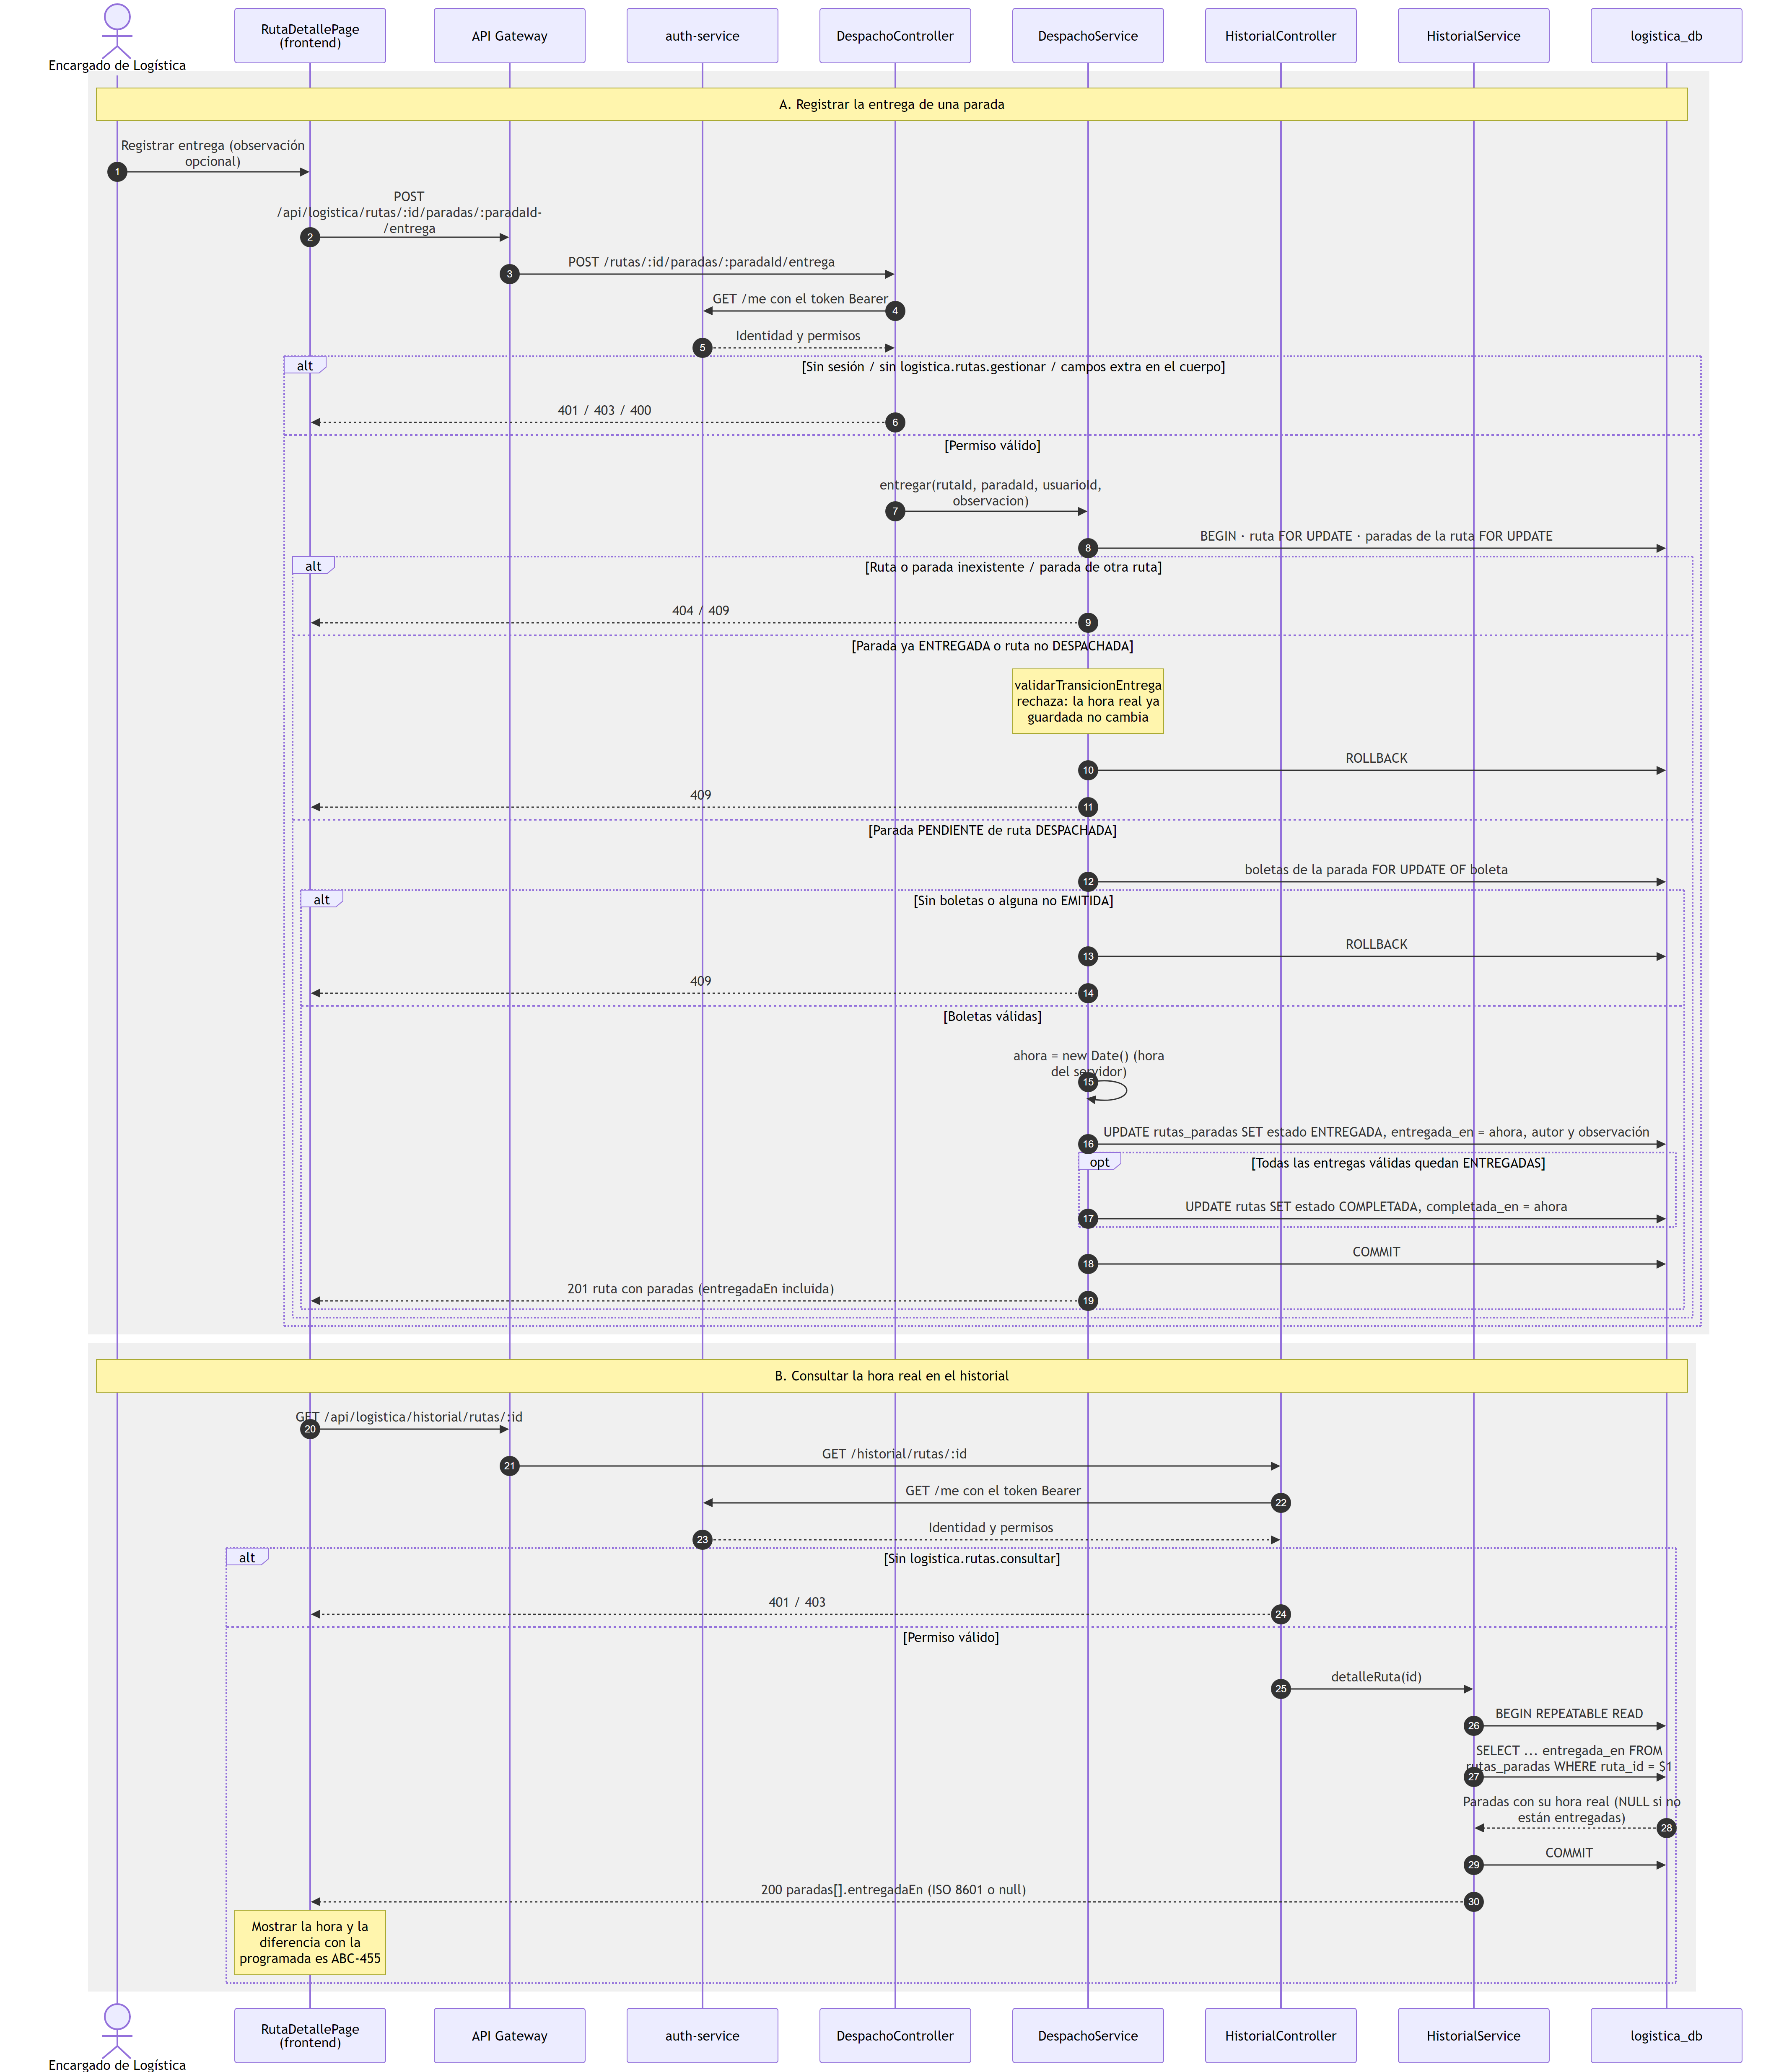 RutaDetallePage
(frontend)
API Gateway
auth-service
DespachoController
DespachoService
HistorialController
HistorialService
logistica_db
Encargado de Logística
A. Registrar la entrega de una parada
Registrar entrega (observación
opcional)
1
POST
/api/logistica/rutas/:id/paradas/:paradaId-
/entrega
2
POST /rutas/:id/paradas/:paradaId/entrega
3
GET /me con el token Bearer
4
Identidad y permisos
5
alt
[Sin sesión / sin logistica.rutas.gestionar / campos extra en el cuerpo]
401 / 403 / 400
6
[Permiso válido]
entregar(rutaId, paradaId, usuarioId,
observacion)
7
BEGIN · ruta FOR UPDATE · paradas de la ruta FOR UPDATE
8
alt
[Ruta o parada inexistente / parada de otra ruta]
404 / 409
9
[Parada ya ENTREGADA o ruta no DESPACHADA]
validarTransicionEntrega
rechaza: la hora real ya
guardada no cambia
ROLLBACK
10
409
11
[Parada PENDIENTE de ruta DESPACHADA]
boletas de la parada FOR UPDATE OF boleta
12
alt
[Sin boletas o alguna no EMITIDA]
ROLLBACK
13
409
14
[Boletas válidas]
ahora = new Date() (hora
del servidor)
15
UPDATE rutas_paradas SET estado ENTREGADA, entregada_en = ahora, autor y observación
16
opt
[Todas las entregas válidas quedan ENTREGADAS]
UPDATE rutas SET estado COMPLETADA, completada_en = ahora
17
COMMIT
18
201 ruta con paradas (entregadaEn incluida)
19
B. Consultar la hora real en el historial
GET /api/logistica/historial/rutas/:id
20
GET /historial/rutas/:id
21
GET /me con el token Bearer
22
Identidad y permisos
23
alt
[Sin logistica.rutas.consultar]
401 / 403
24
[Permiso válido]
detalleRuta(id)
25
BEGIN REPEATABLE READ
26
SELECT ... entregada_en FROM
rutas_paradas WHERE ruta_id = $1
27
Paradas con su hora real (NULL si no
están entregadas)
28
COMMIT
29
200 paradas[].entregadaEn (ISO 8601 o null)
30
Mostrar la hora y la
diferencia con la
programada es ABC-455
RutaDetallePage
(frontend)
API Gateway
auth-service
DespachoController
DespachoService
HistorialController
HistorialService
logistica_db
Encargado de Logística